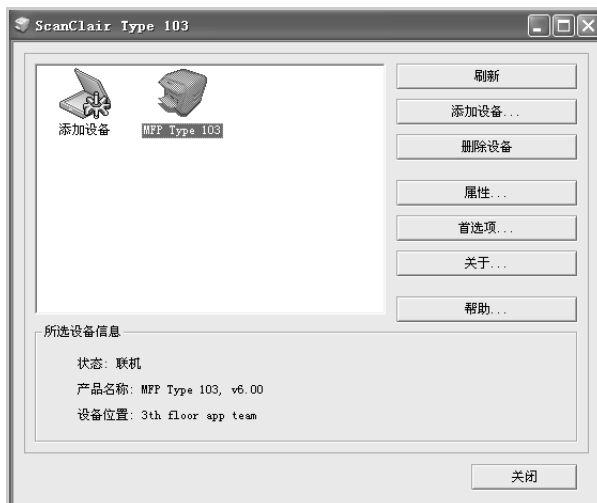 ScanClair Type 103
添加设备
MFP Type 103
刷新
添加设备...
删除设备
属性...
首选项...
关于...
帮助...
所选设备信息
状态: 联机
产品名称: MFP Type 103, v6.00
设备位置: 3th floor app team
关闭